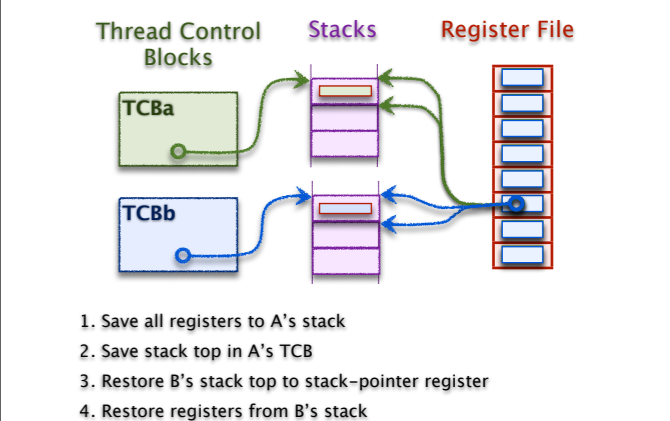 Thread Control
Blocks
Stacks
Register File
TCBa
TCBb
1. Save all registers to A's stack
2. Save stack top in A's TCB
3. Restore B's stack top to stack-pointer register
4. Restore registers from B's stack